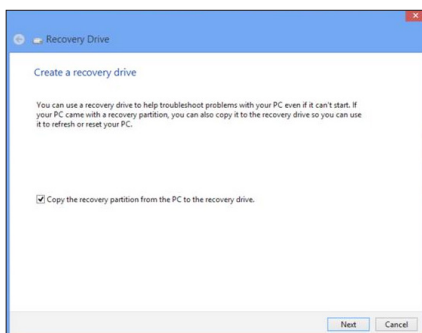 Recovery Drive
Create a recovery drive
You can use a recovery drive to help troubleshoot problems with your PC even if it can't start. If
your PC came with a recovery partition, you can also copy it to the recovery drive so you can use
it to refresh or reset your PC.
Copy the recovery partition from the PC to the recovery drive.
Next Cancel